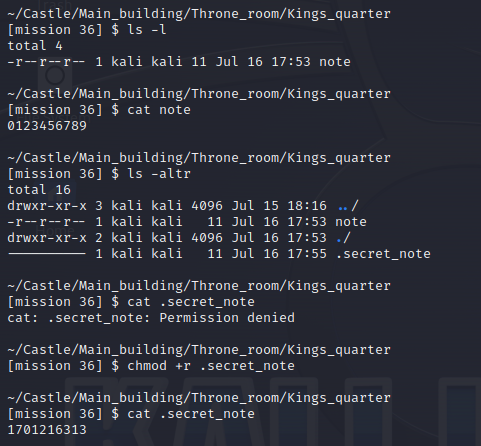 ~/Castle/Main_building/Throne_room/Kings_quarter
[mission 36] $ ls -l
total 4
-r--r--r-- 1 kali kali 11 Jul 16 17:53 note
~/Castle/Main_building/Throne_room/Kings_quarter
[mission 36] $ cat note
0123456789
~/Castle/Main_building/Throne_room/Kings_quarter
[mission 36] $ ls -altr
total 16
drwxr-xr-x 3 kali kali 4096 Jul 15 18:16 ../
-r--r--r-- 1 kali kali   11 Jul 16 17:53 note
drwxr-xr-x 2 kali kali 4096 Jul 16 17:53 ./
---------- 1 kali kali   11 Jul 16 17:55 .secret_note
~/Castle/Main_building/Throne_room/Kings_quarter
[mission 36] $ cat .secret_note
cat: .secret_note: Permission denied
~/Castle/Main_building/Throne_room/Kings_quarter
[mission 36] $ chmod +r .secret_note
~/Castle/Main_building/Throne_room/Kings_quarter
[mission 36] $ cat .secret_note
1701216313